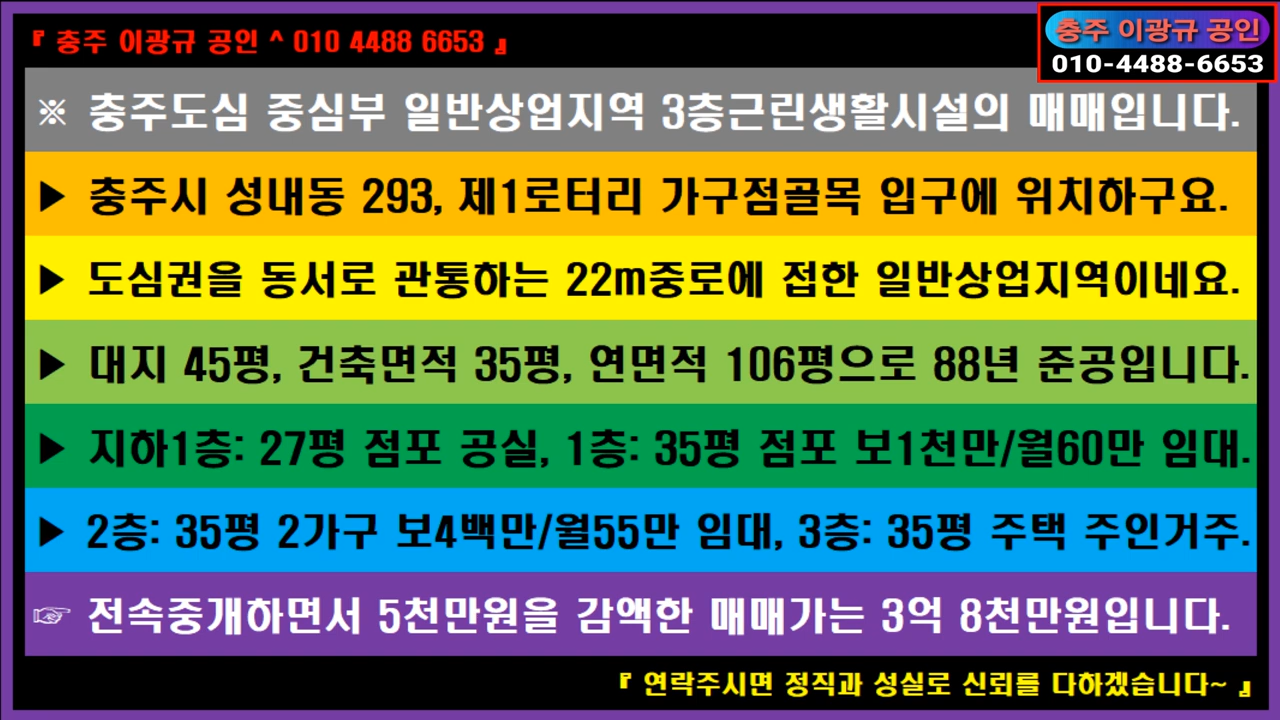 『 충주 이광규 공인 ^ 010 4488 6653 』
충주 이광규 공인
010-4488-6653
※ 충주도심 중심부 일반상업지역 3층근린생활시설의 매매입니다.
▶ 충주시 성내동 293, 제1로터리 가구점골목 입구에 위치하구요.
▶ 도심권을 동서로 관통하는 22m중로에 접한 일반상업지역이네요.
▶ 대지 45평, 건축면적 35평, 연면적 106평으로 88년 준공입니다.
▶ 지하1층: 27평 점포 공실, 1층: 35평 점포 보1천만/월60만 임대.
▶ 2층: 35평 2가구 보4백만/월55만 임대, 3층: 35평 주택 주인거주.
☞ 전속중개하면서 5천만원을 감액한 매매가는 3억 8천만원입니다.
『 연락주시면 정직과 성실로 신뢰를 다하겠습니다~ 』